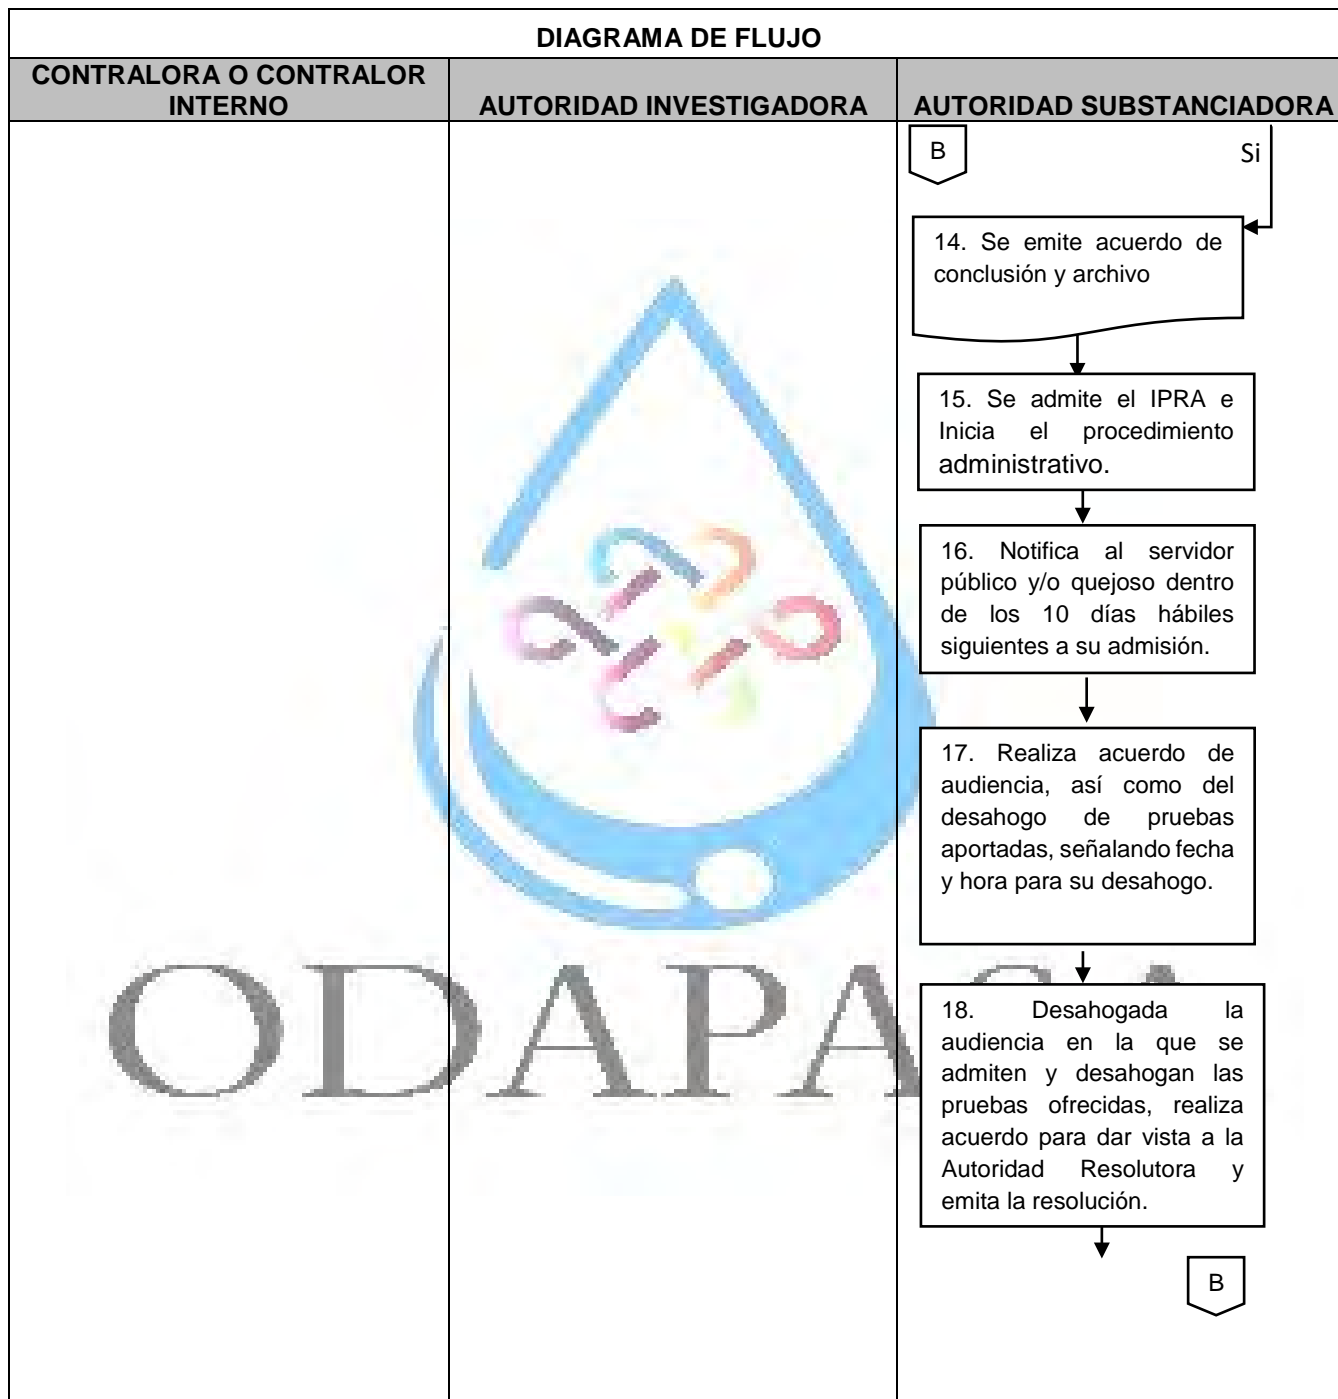 DIAGRAMA DE FLUJO
CONTRALORA O CONTRALOR
INTERNO
AUTORIDAD INVESTIGADORA
AUTORIDAD SUBSTANCIADORA
B
Si
14. Se emite acuerdo de
conclusión y archivo
15. Se admite el IPRA e
Inicia el procedimiento
administrativo.
16. Notifica al servidor
público y/o quejoso dentro
de los 10 días hábiles
siguientes a su admisión.
17. Realiza acuerdo de
audiencia, así como del
desahogo de pruebas
aportadas, señalando fecha
y hora para su desahogo.
18. Desahogada la
audiencia en la que se
admiten y desahogan las
pruebas ofrecidas, realiza
acuerdo para dar vista a la
Autoridad Resolutora y
emita la resolución.
B